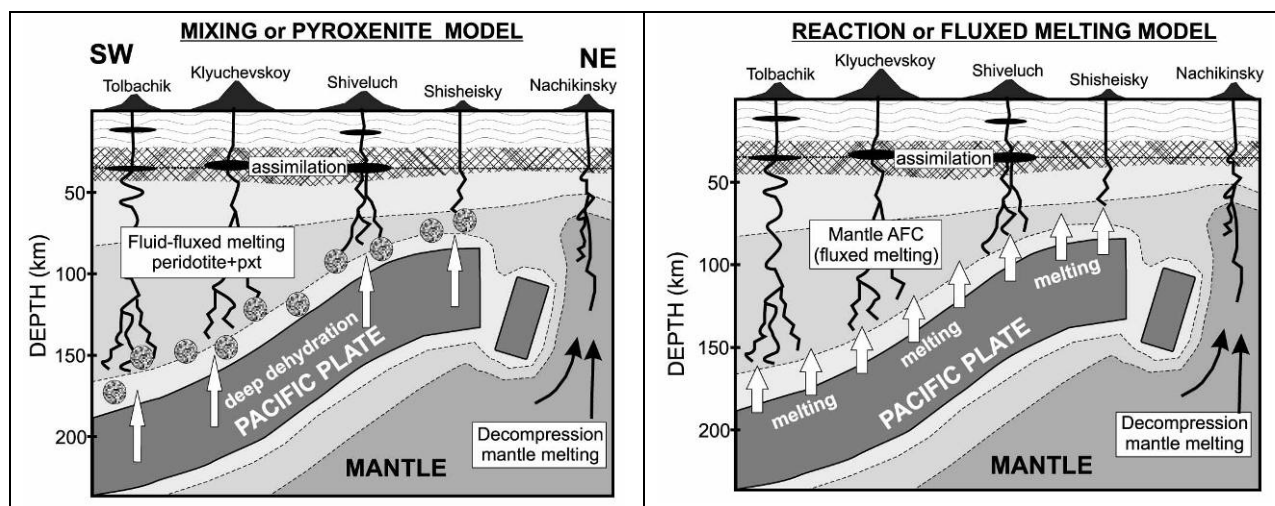 MIXING or PYROXENITE MODEL
SW
NE
Tolbachik
Klyuchevskoy
Shiveluch
Shisheisky
Nachikinsky
assimilation
50
Fluid-fluxed melting
peridotite+pxt
100
DEPTH (km)
150
deep dehydration
PACIFIC PLATE
200
Decompression
mantle melting
MANTLE
REACTION or FLUXED MELTING MODEL
Tolbachik
Klyuchevskoy
Shiveluch
Shisheisky
Nachikinsky
assimilation
50
Mantle AFC
(fluxed melting)
100
DEPTH (km)
melting
150
melting
PACIFIC PLATE
melting
200
Decompression
mantle melting
MANTLE